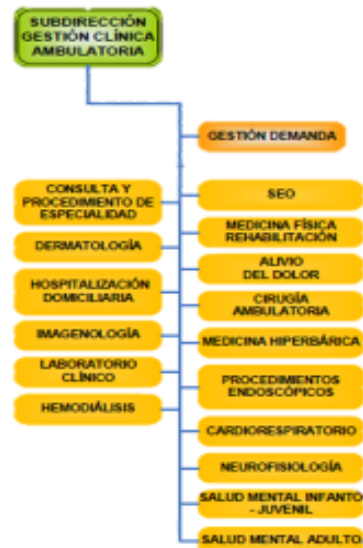 SUBDIRECCIÓN
GESTIÓN CLÍNICA
AMBULATORIA
GESTIÓN DEMANDA
CONSULTA Y
PROCEDIMIENTO DE
ESPECIALIDAD
DERMATOLOGÍA
HOSPITALIZACIÓN
DOMICILIARIA
IMAGENOLOGÍA
LABORATORIO
CLÍNICO
HEMODIÁLISIS
SEO
MEDICINA FÍSICA
REHABILITACIÓN
ALIVIO
DEL DOLOR
CIRUGÍA
AMBULATORIA
MEDICINA HIPERBÁRICA
PROCEDIMIENTOS
ENDOSCÓPICOS
CARDIORESPIRATORIO
NEUROFISIOLOGÍA
SALUD MENTAL INFANTO
- JUVENIL
SALUD MENTAL ADULTO